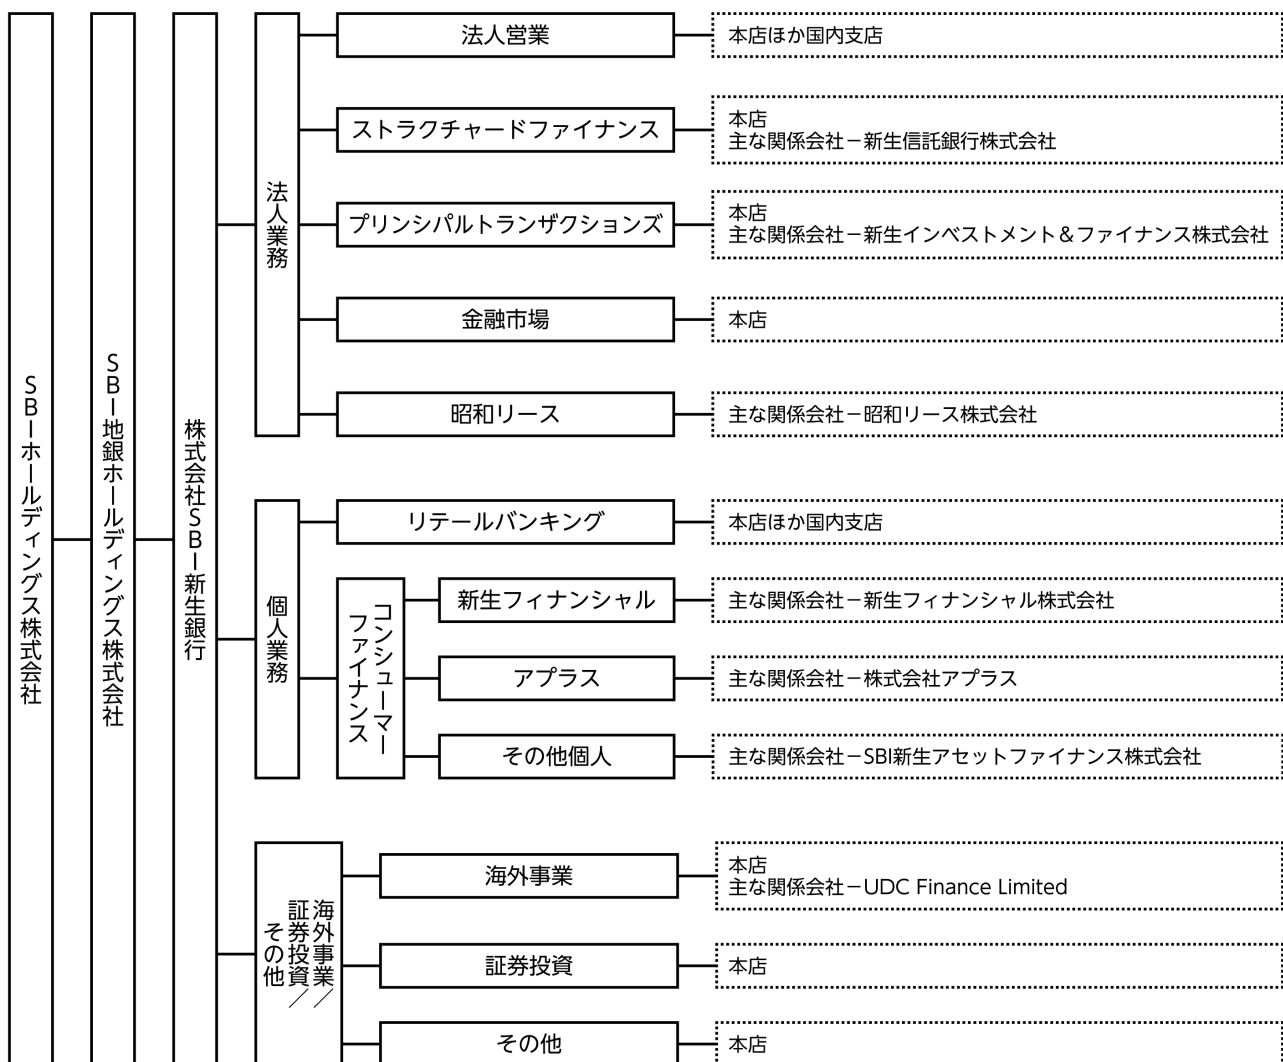 SBIホールディングス株式会社
SBI地銀ホールディングス株式会社
株式会社SBI新生銀行
法人業務
法人営業
本店ほか国内支店
ストラクチャードファイナンス
本店
主な関係会社－新生信託銀行株式会社
プリンシパルトランザクションズ
本店
主な関係会社－新生インベストメント＆ファイナンス株式会社
金融市場
本店
昭和リース
主な関係会社－昭和リース株式会社
個人業務
リテールバンキング
本店ほか国内支店
コンシューマー
ファイナンス
新生フィナンシャル
主な関係会社－新生フィナンシャル株式会社
アプラス
主な関係会社－株式会社アプラス
その他個人
主な関係会社－SBI新生アセットファイナンス株式会社
海外事業／
証券投資／
その他
海外事業
本店
主な関係会社－UDC Finance Limited
証券投資
本店
その他
本店